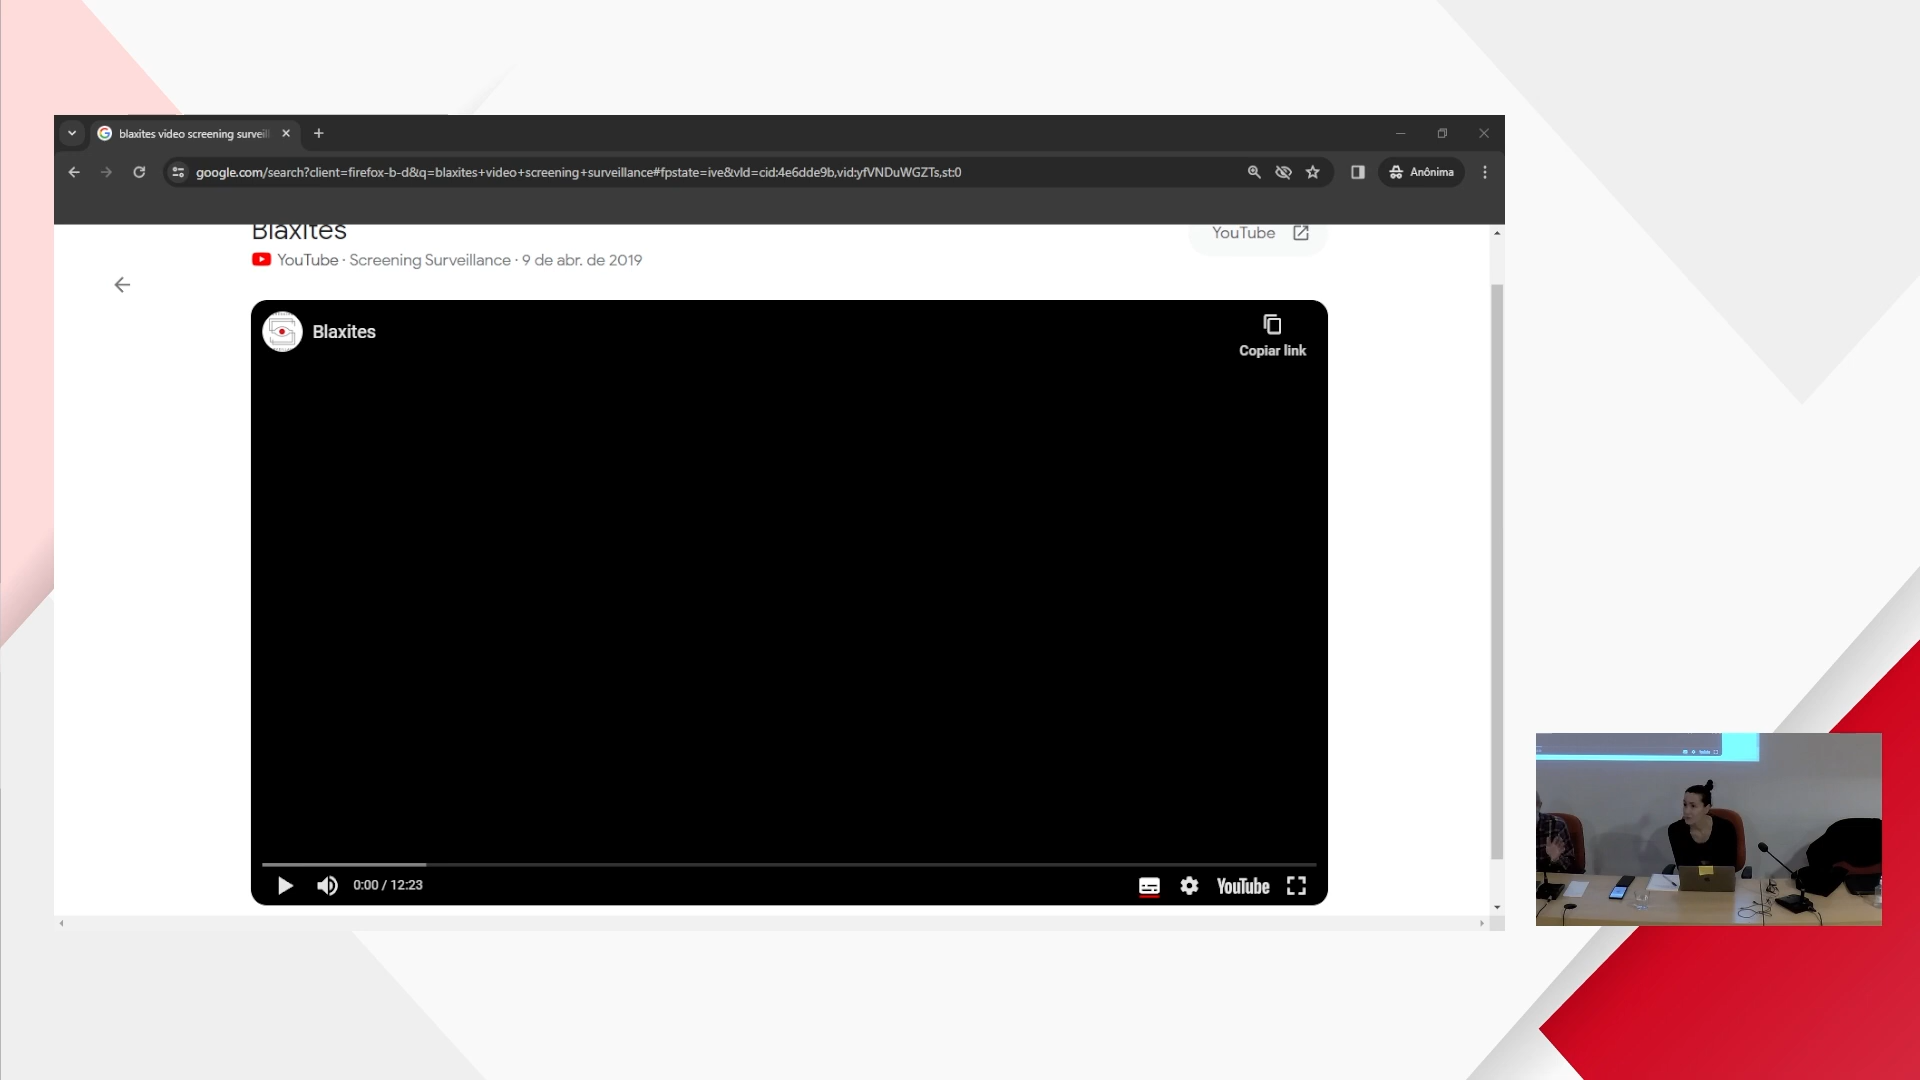 blaxites video screening surveil
google.com/search?client=firefox-b-d&q=blaxites+video+screening+surveillance#fpstate=ive&vld=cid:4e6dde9b,vid:yfVNDuWGZTs,st:0
Anônima
Blaxites
YouTube
YouTube · Screening Surveillance · 9 de abr. de 2019
Blaxites
Copiar link
0:00 / 12:23
YouTube